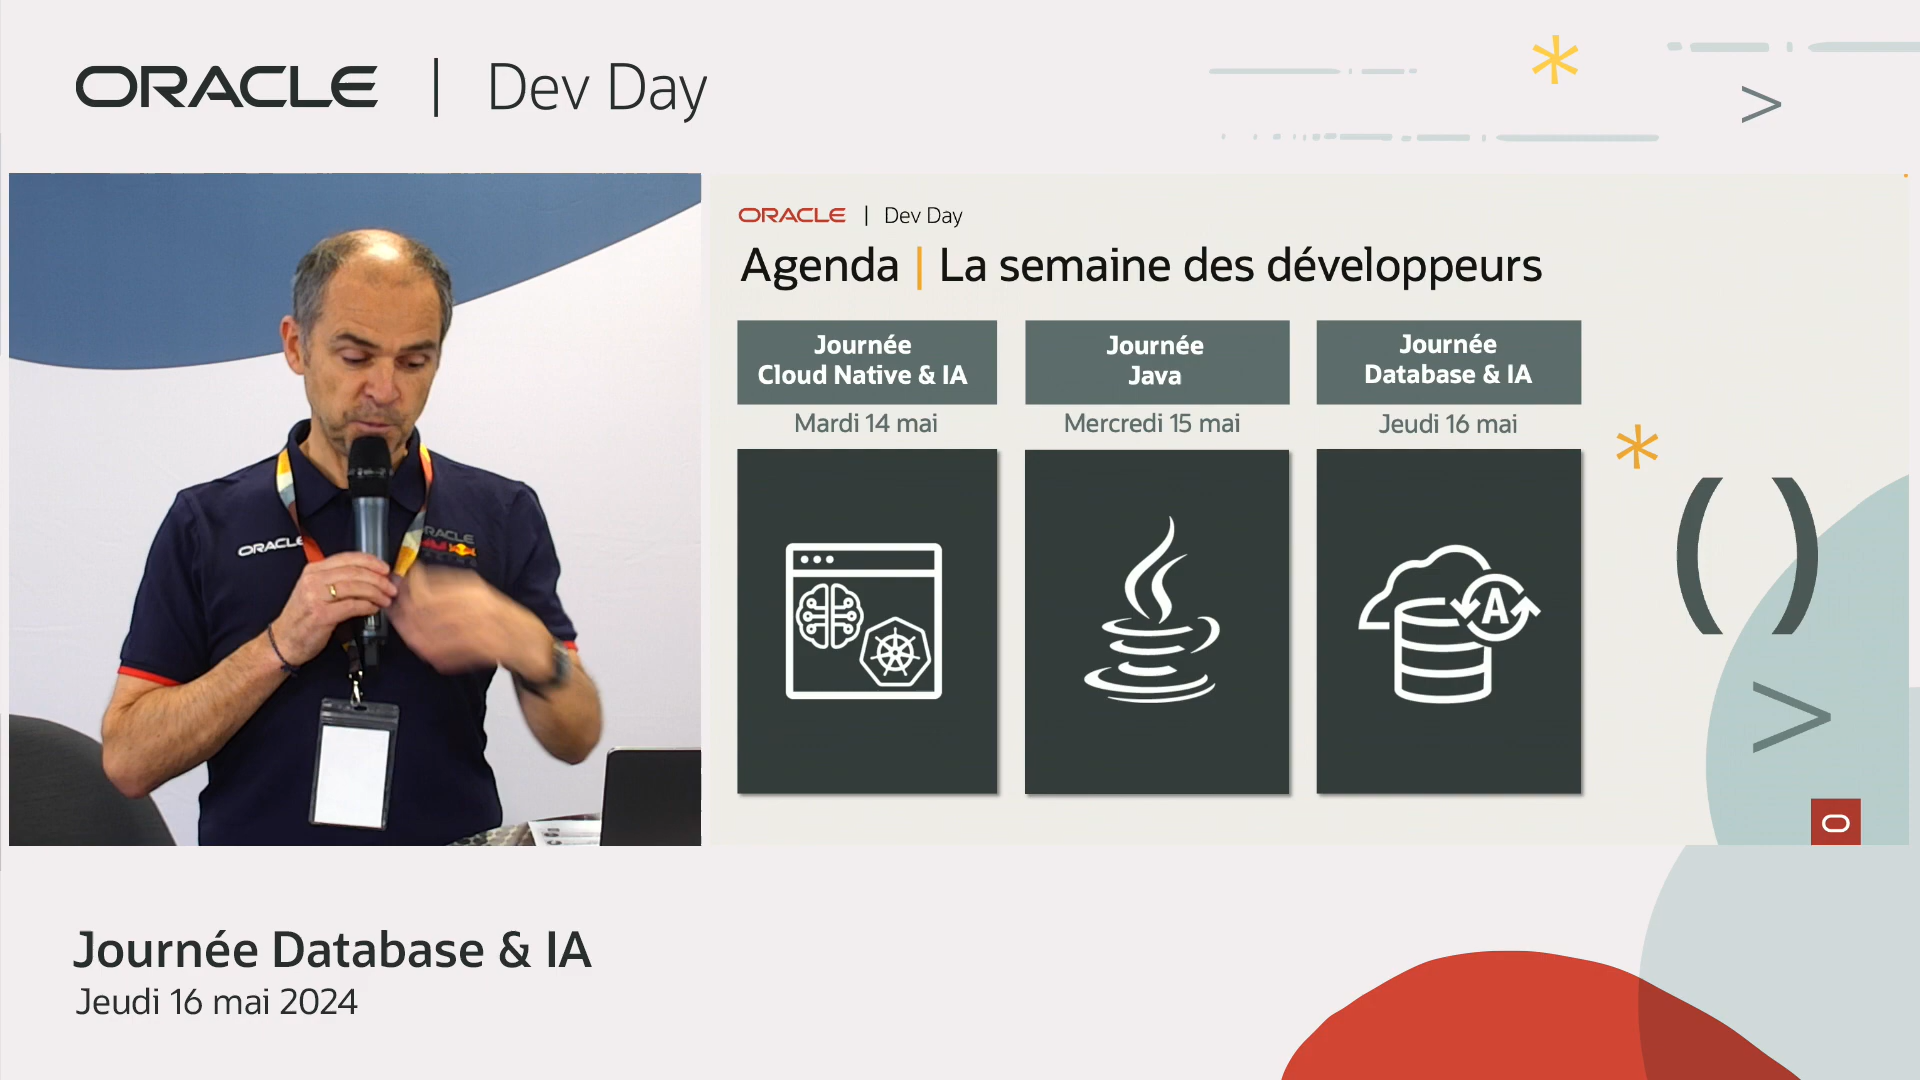 ORACLE | Dev Day
ORACLE | Dev Day
Agenda | La semaine des développeurs
Journée
Cloud Native & IA
Mardi 14 mai
Journée
Java
Mercredi 15 mai
Journée
Database & IA
Jeudi 16 mai
A
( )
>
>
ORACLE
ORACLE
Journée Database & IA
Jeudi 16 mai 2024